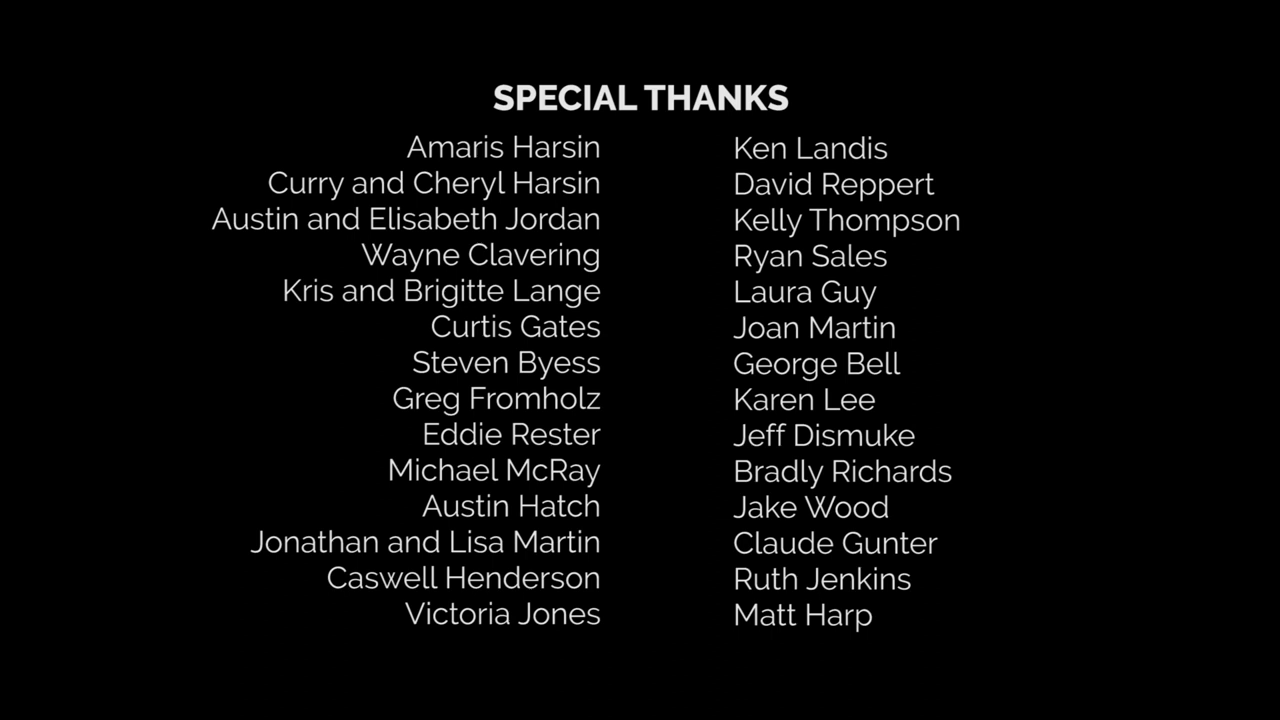 SPECIAL THANKS
Amaris Harsin
Curry and Cheryl Harsin
Austin and Elisabeth Jordan
Wayne Clavering
Kris and Brigitte Lange
Curtis Gates
Steven Byess
Greg Fromholz
Eddie Rester
Michael McRay
Austin Hatch
Jonathan and Lisa Martin
Caswell Henderson
Victoria Jones
Ken Landis
David Reppert
Kelly Thompson
Ryan Sales
Laura Guy
Joan Martin
George Bell
Karen Lee
Jeff Dismuke
Bradly Richards
Jake Wood
Claude Gunter
Ruth Jenkins
Matt Harp